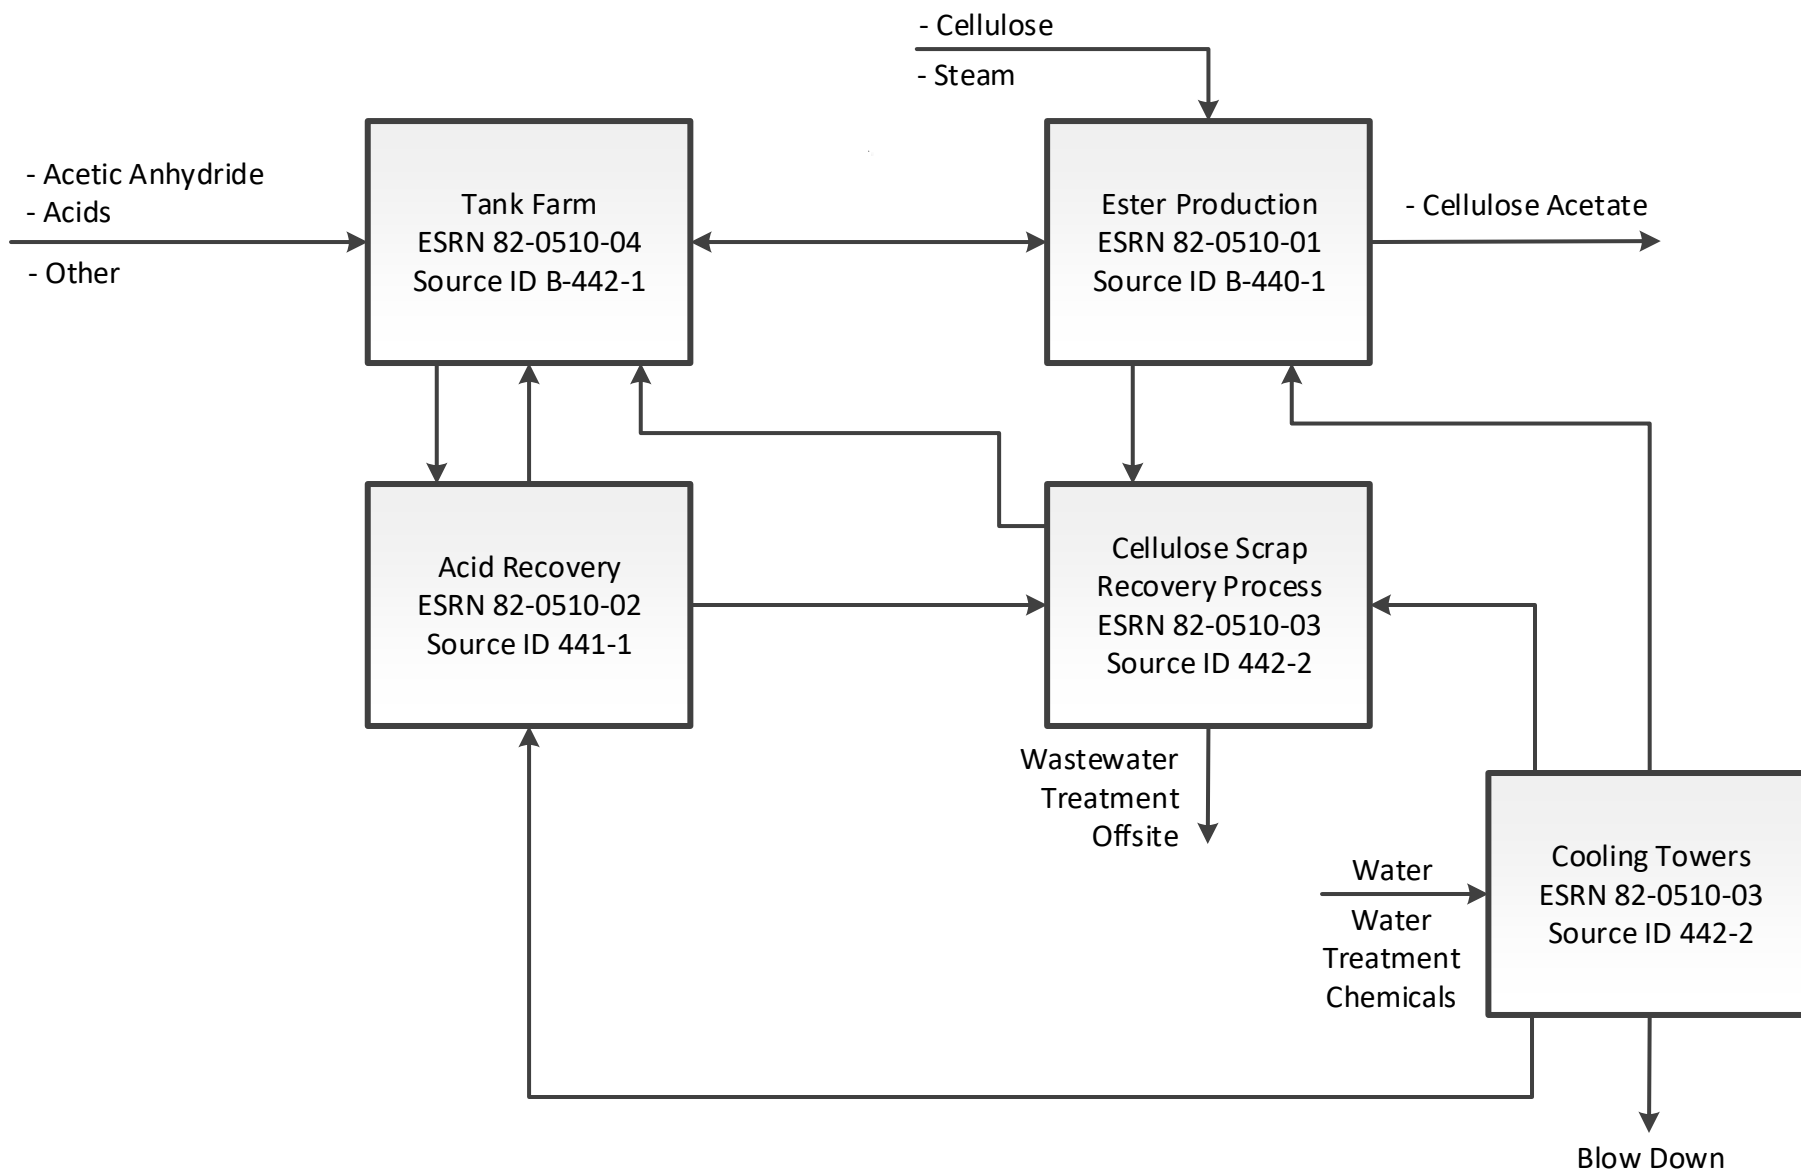 - Cellulose
- Steam
- Acetic Anhydride
- Acids
- Other
Tank Farm
ESRN 82-0510-04
Source ID B-442-1
Ester Production
ESRN 82-0510-01
Source ID B-440-1
- Cellulose Acetate
Acid Recovery
ESRN 82-0510-02
Source ID 441-1
Cellulose Scrap
Recovery Process
ESRN 82-0510-03
Source ID 442-2
Wastewater
Treatment
Offsite
Water
Water
Treatment
Chemicals
Cooling Towers
ESRN 82-0510-03
Source ID 442-2
Blow Down